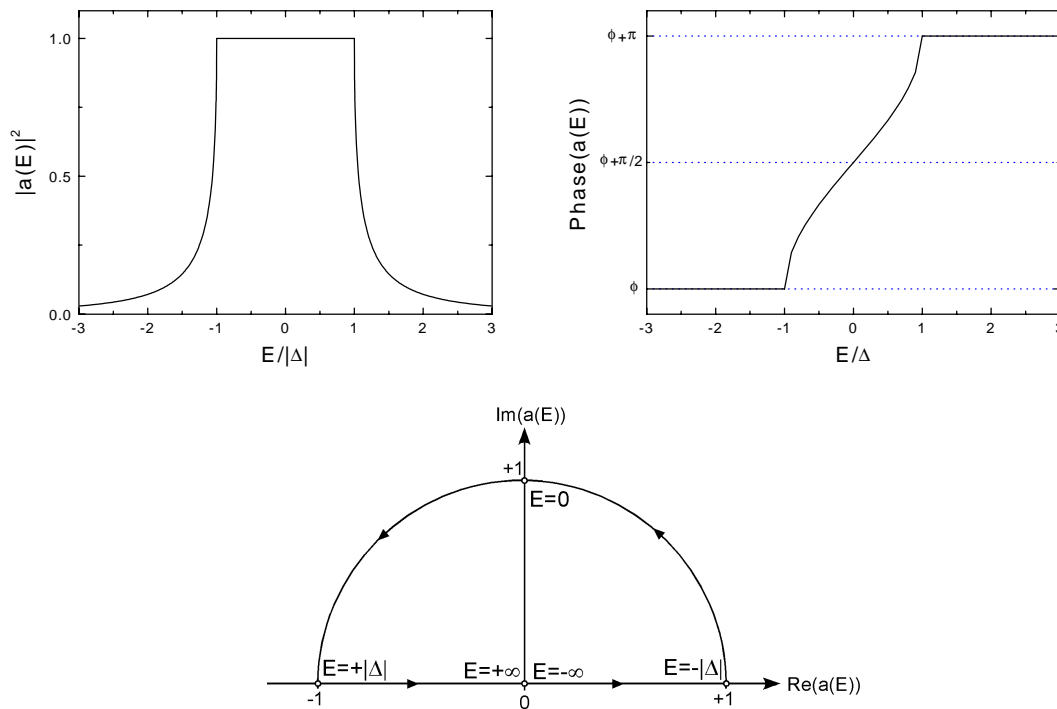 1.0
0.5
0.0
|a(E)|²
-3 -2 -1 0 1 2 3
E/|Δ|
ϕ+π
ϕ+π/2
ϕ
Phase(a(E))
-3 -2 -1 0 1 2 3
E/Δ
Im(a(E))
+1
E=0
E=+|Δ| E=+∞ E=-∞ E=-|Δ|
Re(a(E))
-1 0 +1